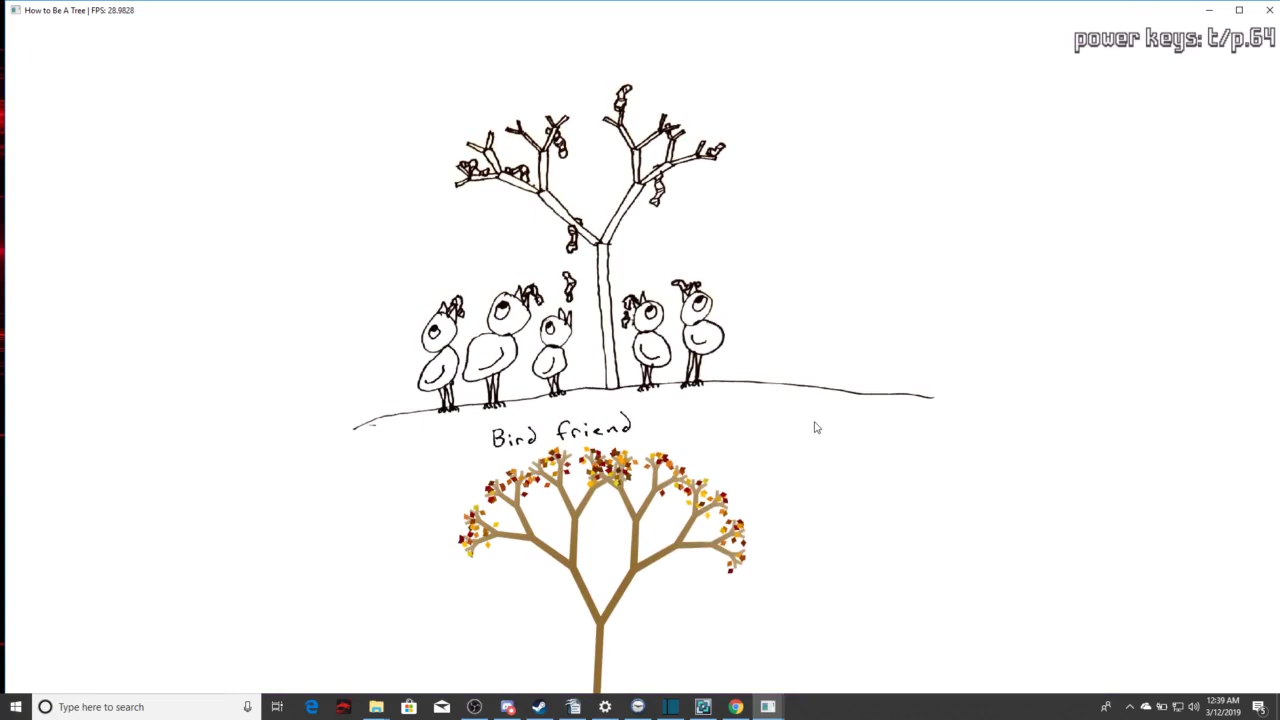 How to Be A Tree | FPS: 28.9828
power keys: t/p.64
Bird friend
Type here to search
12:39 AM
3/12/2019
5